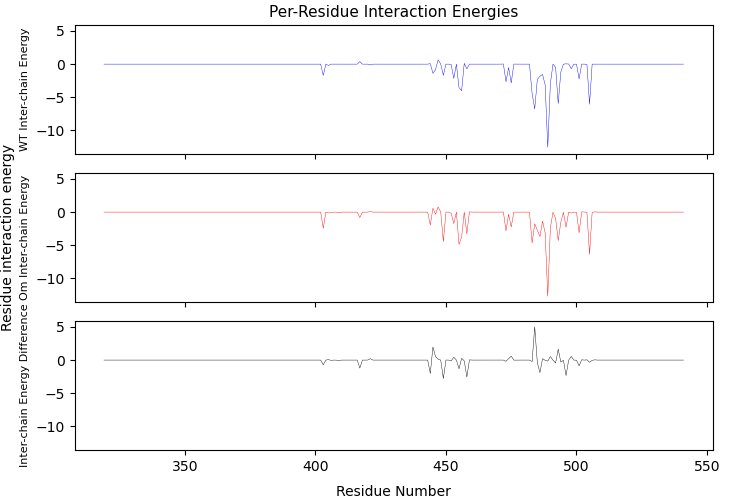 Per-Residue Interaction Energies
Residue interaction energy
WT Inter-chain Energy
5
0
−5
−10
Om Inter-chain Energy
5
0
−5
−10
Inter-chain Energy Difference
5
0
−5
−10
350
400
450
500
550
Residue Number